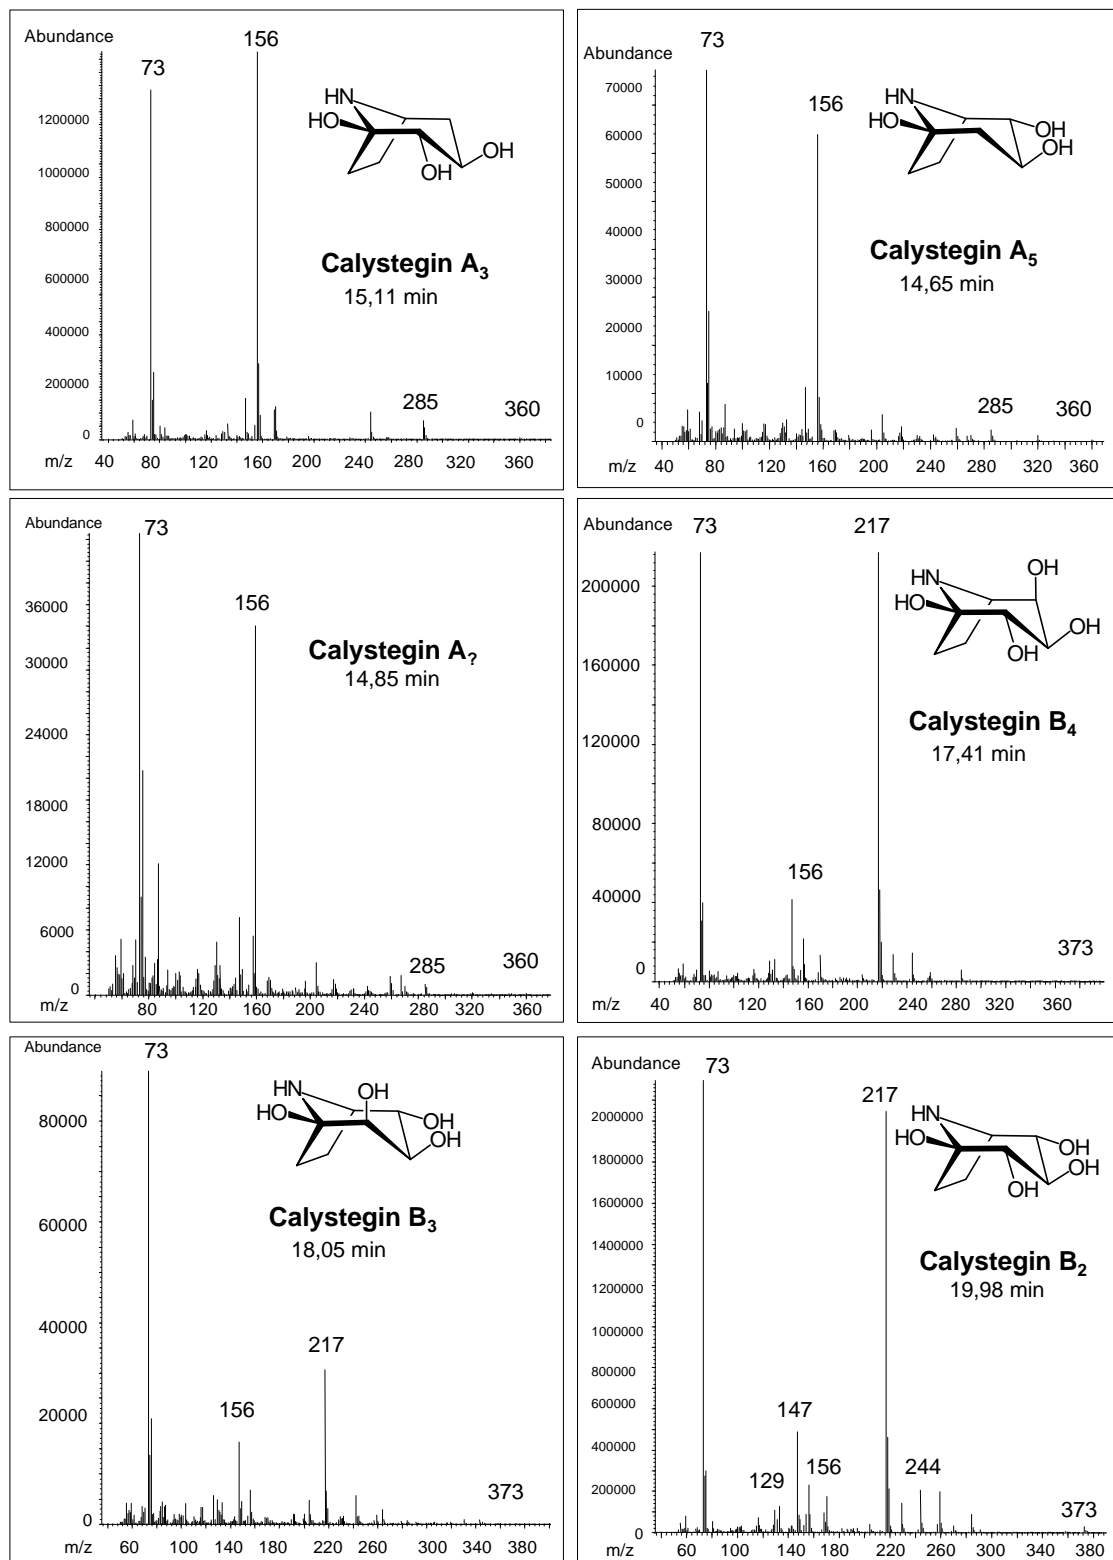 Abundance
73
156
1200000
1000000
800000
600000
400000
200000
0
HN
HO
OH
OH
Calystegin A3
15,11 min
285
360
m/z
40 80 120 160 200 240 280 320 360
Abundance
73
156
70000
60000
50000
40000
30000
20000
10000
0
HN
HO
OH
OH
Calystegin A5
14,65 min
285
360
m/z
40 80 120 160 200 240 280 320 360
Abundance
73
156
36000
30000
24000
18000
12000
6000
0
Calystegin A?
14,85 min
285
360
m/z
80 120 160 200 240 280 320 360
Abundance
73
217
200000
160000
120000
80000
40000
0
OH
HN
HO
OH
OH
Calystegin B4
17,41 min
156
373
m/z
40 80 120 160 200 240 280 320 360
Abundance
73
80000
60000
40000
20000
0
HN
OH
HO
OH
OH
Calystegin B3
18,05 min
217
156
373
m/z
60 100 140 180 220 260 300 340 380
Abundance
73
217
2000000
1800000
1600000
1400000
1200000
1000000
800000
600000
400000
200000
0
HN
HO
OH
OH
OH
Calystegin B2
19,98 min
147
129
156
244
373
m/z
60 100 140 180 220 260 300 340 380